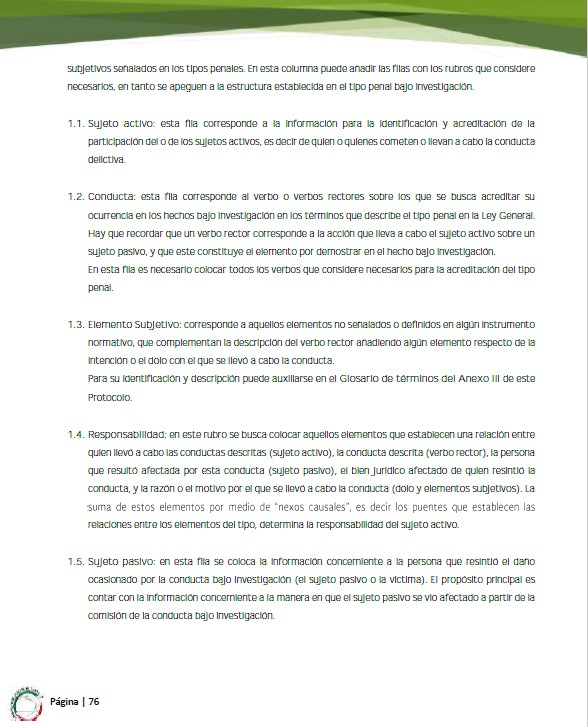 subjetivos señalados en los tipos penales. En esta columna puede añadir las filas con los rubros que considere
necesarios, en tanto se apeguen a la estructura establecida en el tipo penal bajo investigación.
1.1. Sujeto activo: esta fila corresponde a la información para la identificación y acreditación de la
participación del o de los sujetos activos, es decir de quien o quienes cometen o llevan a cabo la conducta
delictiva.
1.2. Conducta: esta fila corresponde al verbo o verbos rectores sobre los que se busca acreditar su
ocurrencia en los hechos bajo investigación en los términos que describe el tipo penal en la Ley General.
Hay que recordar que un verbo rector corresponde a la acción que lleva a cabo el sujeto activo sobre un
sujeto pasivo, y que este constituye el elemento por demostrar en el hecho bajo investigación.
En esta fila es necesario colocar todos los verbos que considere necesarios para la acreditación del tipo
penal.
1.3. Elemento Subjetivo: corresponde a aquellos elementos no señalados o definidos en algún instrumento
normativo, que complementan la descripción del verbo rector añadiendo algún elemento respecto de la
intención o el dolo con el que se llevó a cabo la conducta.
Para su identificación y descripción puede auxiliarse en el Glosario de términos del Anexo III de este
Protocolo.
1.4. Responsabilidad: en este rubro se busca colocar aquellos elementos que establecen una relación entre
quien llevó a cabo las conductas descritas (sujeto activo), la conducta descrita (verbo rector), la persona
que resultó afectada por esta conducta (sujeto pasivo), el bien jurídico afectado de quien resintió la
conducta, y la razón o el motivo por el que se llevó a cabo la conducta (dolo y elementos subjetivos). La
suma de estos elementos por medio de "nexos causales", es decir los puentes que establecen las
relaciones entre los elementos del tipo, determina la responsabilidad del sujeto activo.
1.5. Sujeto pasivo: en esta fila se coloca la información concerniente a la persona que resintió el daño
ocasionado por la conducta bajo investigación (el sujeto pasivo o la víctima). El propósito principal es
contar con la información concerniente a la manera en que el sujeto pasivo se vio afectado a partir de la
comisión de la conducta bajo investigación.
Página | 76